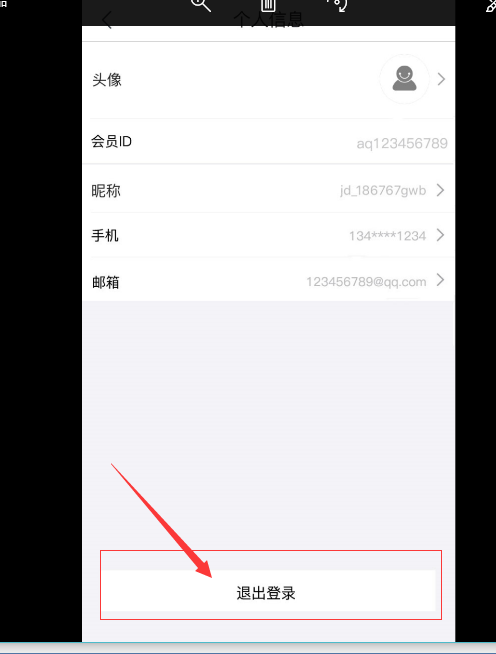 个人信息
头像
会员ID aq123456789
昵称 jd_186767gwb
手机 134****1234
邮箱 123456789@qq.com
退出登录